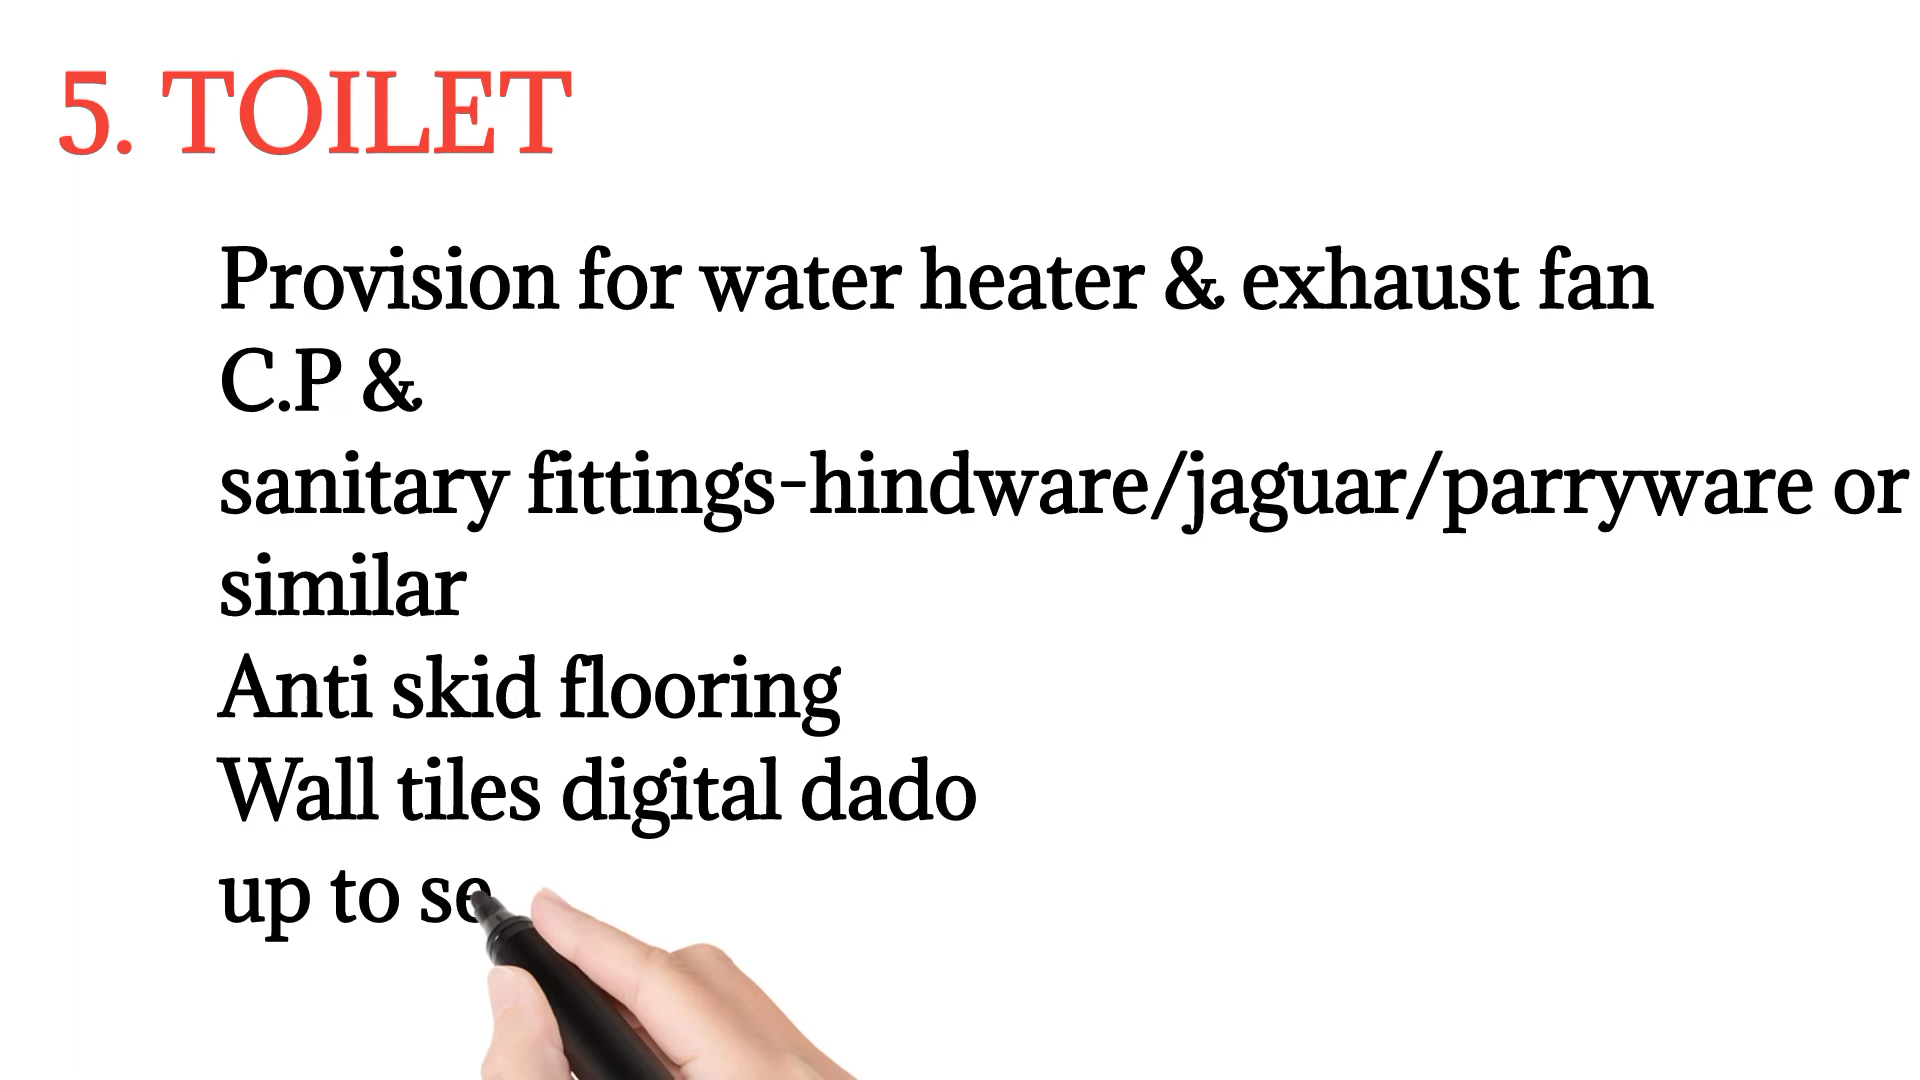 5. TOILET
Provision for water heater & exhaust fan
C.P &
sanitary fittings-hindware/jaguar/parryware or
similar
Anti skid flooring
Wall tiles digital dado
up to se